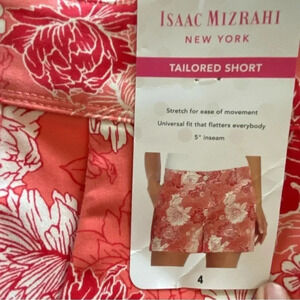 ISAAC MIZRAHI
NEW YORK
TAILORED SHORT
Stretch for ease of movement
Universal fit that flatters everybody
5" inseam
4